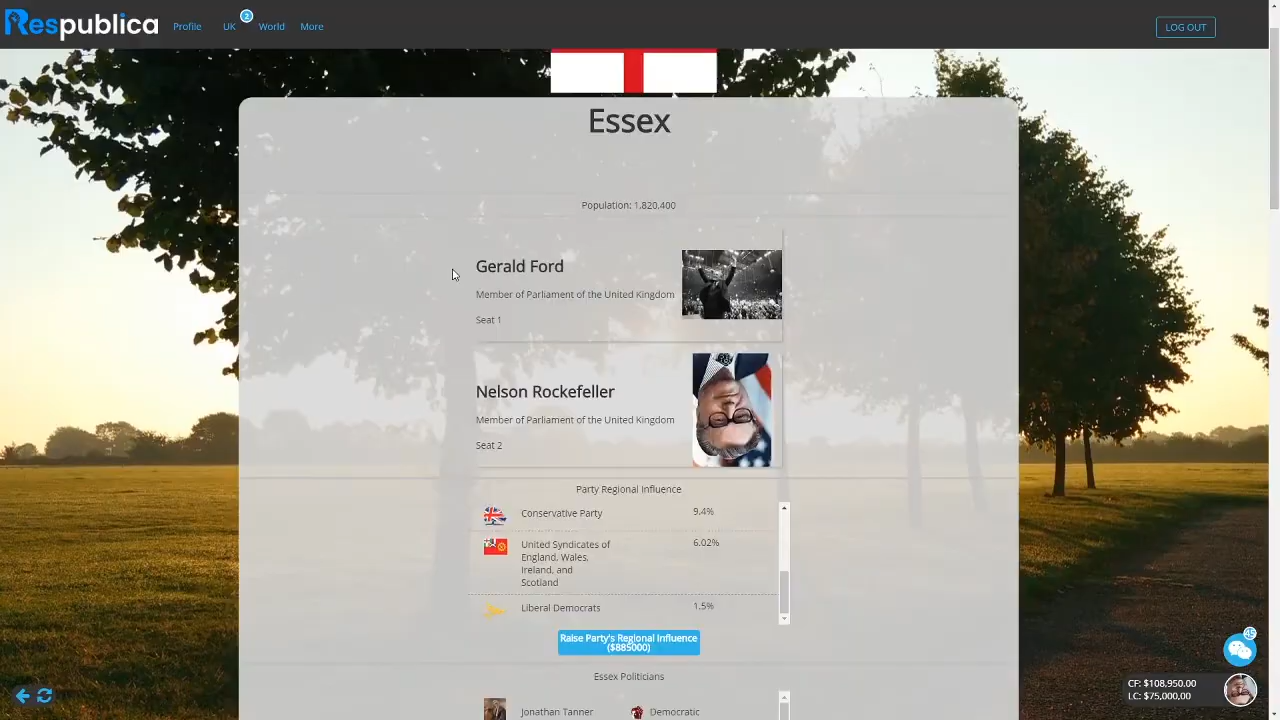 Respublica
Profile
UK
2
World
More
LOG OUT
Essex
Population: 1,820,400
Gerald Ford
Member of Parliament of the United Kingdom
Seat 1
Nelson Rockefeller
Member of Parliament of the United Kingdom
Seat 2
Party Regional Influence
Conservative Party 9.4%
United Syndicates of 6.02%
England, Wales,
Ireland, and
Scotland
Liberal Democrats 1.5%
Raise Party's Regional Influence
($885000)
Essex Politicians
Jonathan Tanner Democratic
45
CF: $108,950.00
LC: $75,000,00